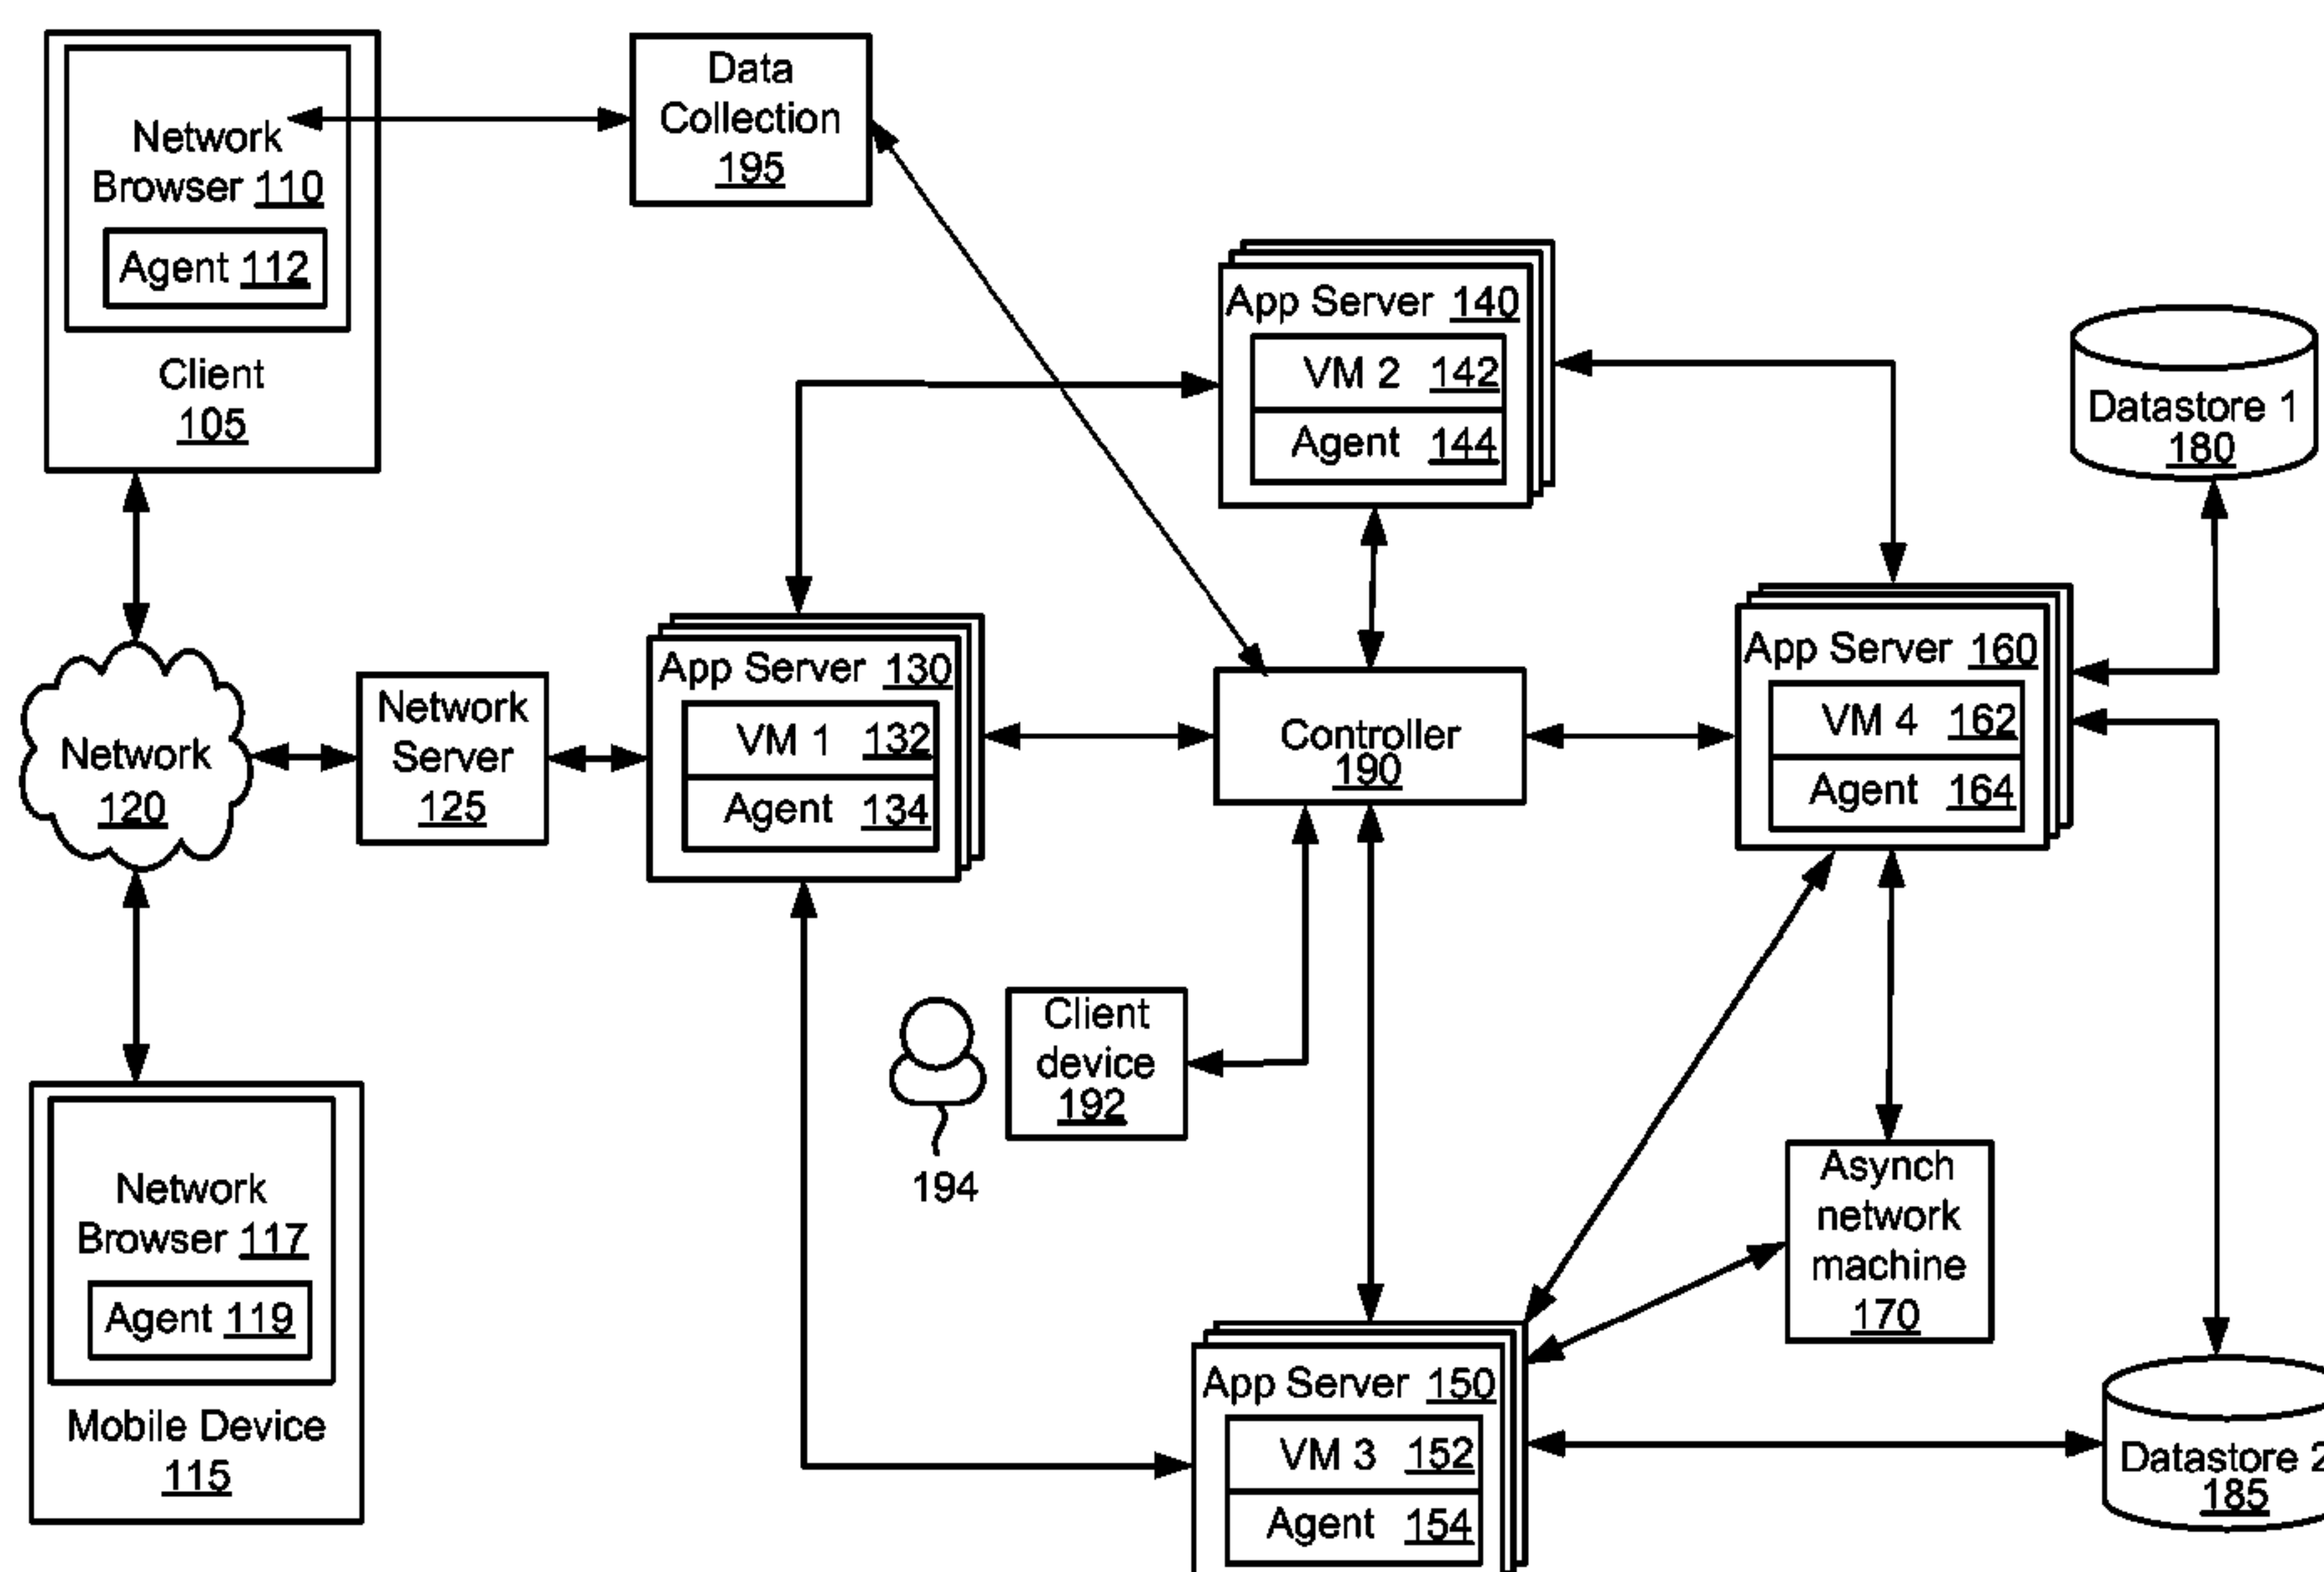 Network
Browser 110
Agent 112
Client
105
Data
Collection
195
App Server 140
VM 2 142
Agent 144
Datastore 1
180
Network
120
Network
Server
125
App Server 130
VM 1 132
Agent 134
Controller
190
App Server 160
VM 4 162
Agent 164
194
Client
device
192
Asynch
network
machine
170
Network
Browser 117
Agent 119
Mobile Device
115
App Server 150
VM 3 152
Agent 154
Datastore 2
185